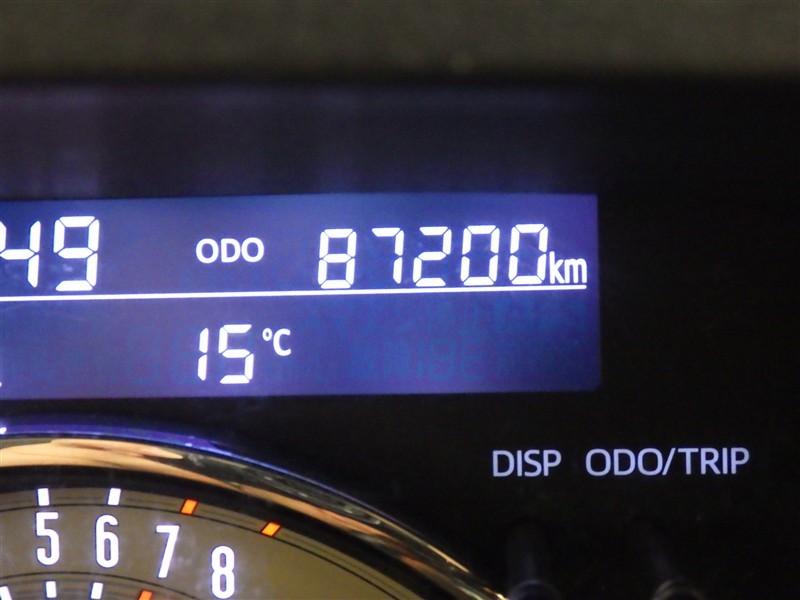 49 ODO 87200km
15°C
DISP ODO/TRIP
5 6 7 8